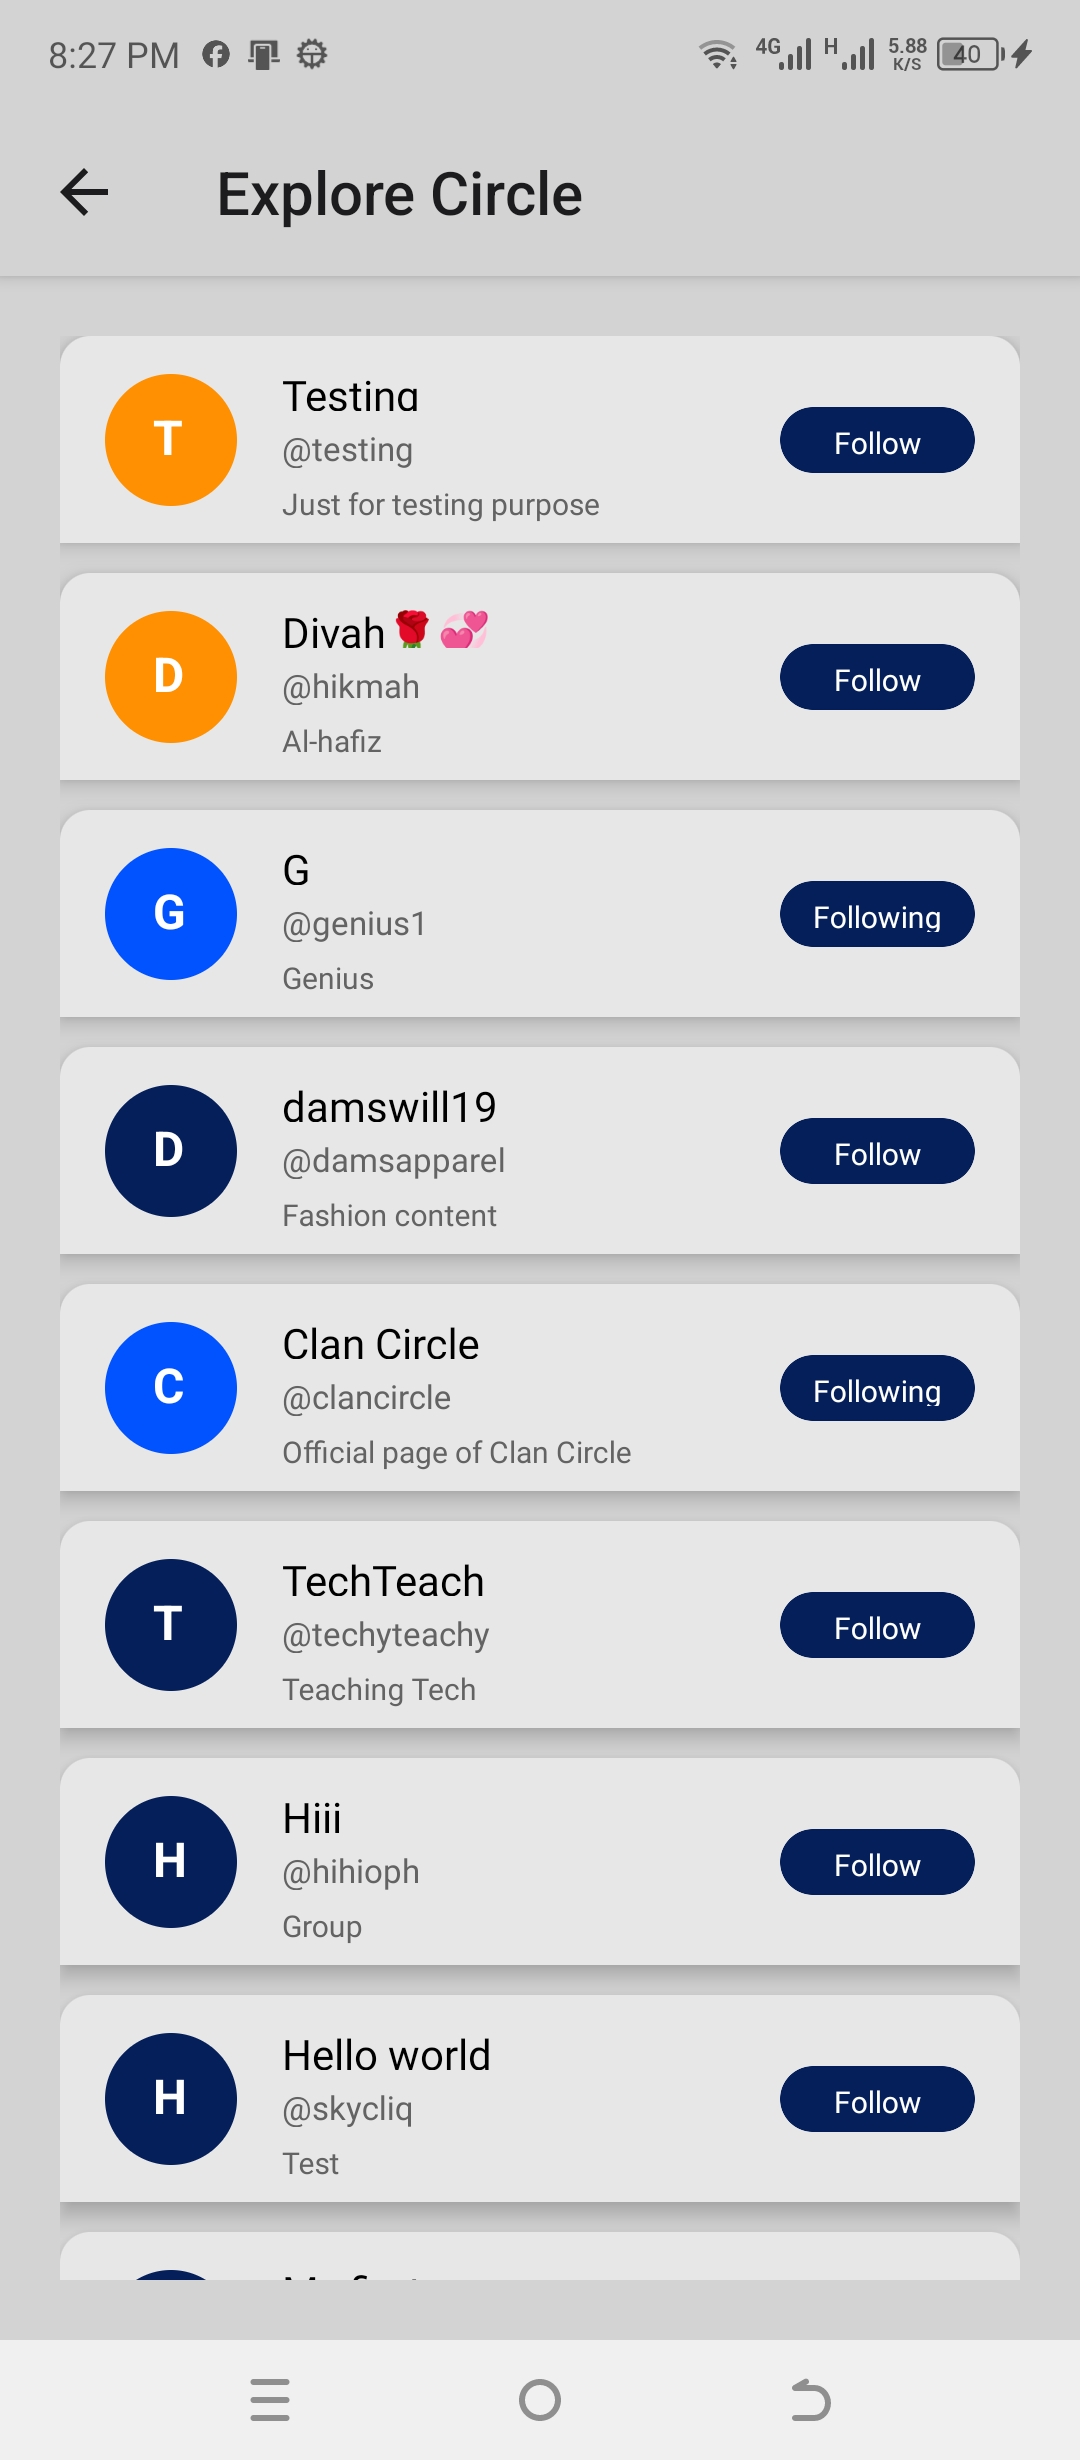 8:27 PM 4G H 5.88 K/S 40
Explore Circle
T
Testing
@testing
Just for testing purpose
Follow
D
Divah🌹💞
@hikmah
Al-hafiz
Follow
G
G
@genius1
Genius
Following
D
damswill19
@damsapparel
Fashion content
Follow
C
Clan Circle
@clancircle
Official page of Clan Circle
Following
T
TechTeach
@techyteachy
Teaching Tech
Follow
H
Hiii
@hihioph
Group
Follow
H
Hello world
@skycliq
Test
Follow